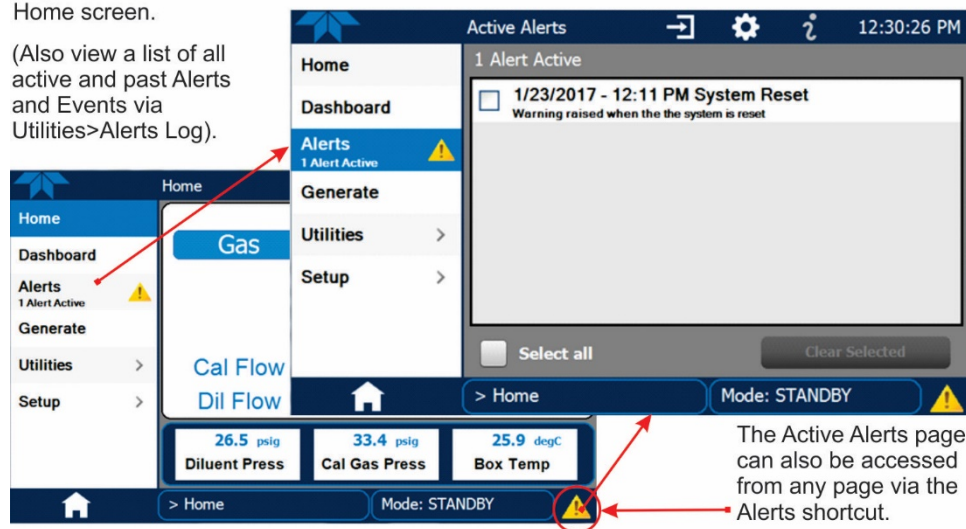 Home screen.
(Also view a list of all
active and past Alerts
and Events via
Utilities>Alerts Log).
Active Alerts
12:30:26 PM
Home
Dashboard
Alerts
1 Alert Active
Generate
Utilities >
Setup >
1 Alert Active
1/23/2017 - 12:11 PM System Reset
Warning raised when the the system is reset
Select all
Clear Selected
> Home
Mode: STANDBY
Home
Home
Dashboard
Alerts
1 Alert Active
Generate
Utilities >
Setup >
Gas
Cal Flow
Dil Flow
26.5 psig
Diluent Press
33.4 psig
Cal Gas Press
25.9 degC
Box Temp
> Home
Mode: STANDBY
The Active Alerts page
can also be accessed
from any page via the
Alerts shortcut.